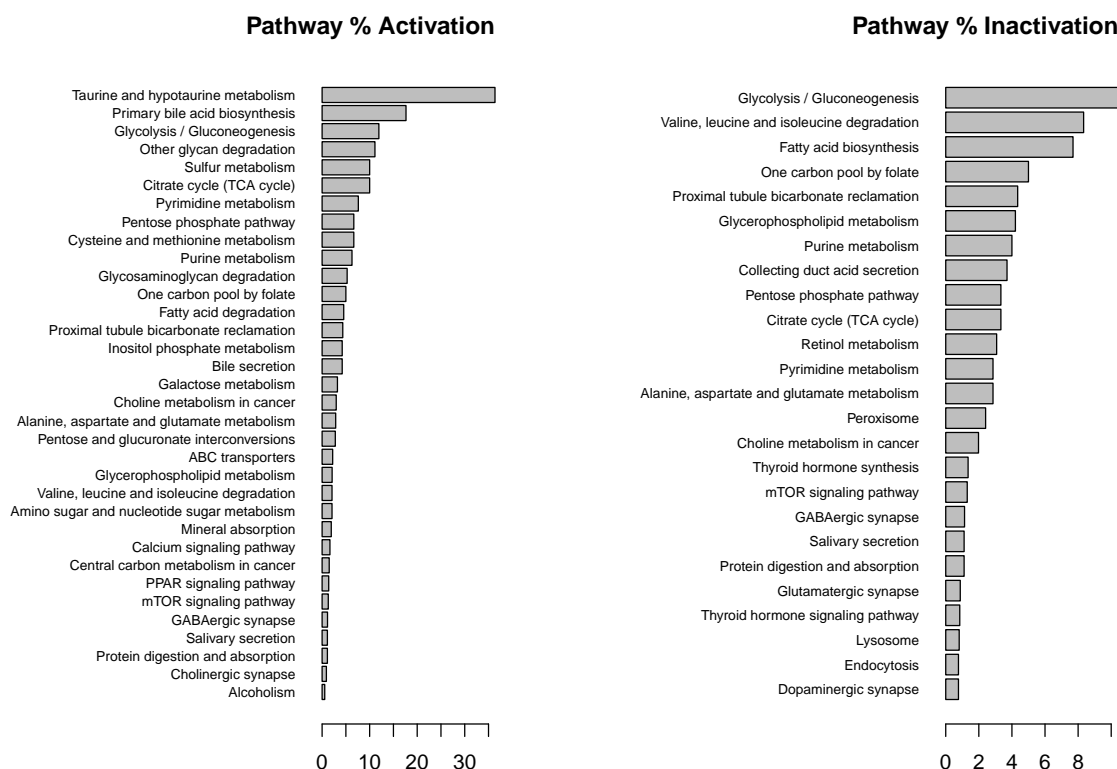 Pathway % Activation
Taurine and hypotaurine metabolism
Primary bile acid biosynthesis
Glycolysis / Gluconeogenesis
Other glycan degradation
Sulfur metabolism
Citrate cycle (TCA cycle)
Pyrimidine metabolism
Pentose phosphate pathway
Cysteine and methionine metabolism
Purine metabolism
Glycosaminoglycan degradation
One carbon pool by folate
Fatty acid degradation
Proximal tubule bicarbonate reclamation
Inositol phosphate metabolism
Bile secretion
Galactose metabolism
Choline metabolism in cancer
Alanine, aspartate and glutamate metabolism
Pentose and glucuronate interconversions
ABC transporters
Glycerophospholipid metabolism
Valine, leucine and isoleucine degradation
Amino sugar and nucleotide sugar metabolism
Mineral absorption
Calcium signaling pathway
Central carbon metabolism in cancer
PPAR signaling pathway
mTOR signaling pathway
GABAergic synapse
Salivary secretion
Protein digestion and absorption
Cholinergic synapse
Alcoholism
0 10 20 30
Pathway % Inactivation
Glycolysis / Gluconeogenesis
Valine, leucine and isoleucine degradation
Fatty acid biosynthesis
One carbon pool by folate
Proximal tubule bicarbonate reclamation
Glycerophospholipid metabolism
Purine metabolism
Collecting duct acid secretion
Pentose phosphate pathway
Citrate cycle (TCA cycle)
Retinol metabolism
Pyrimidine metabolism
Alanine, aspartate and glutamate metabolism
Peroxisome
Choline metabolism in cancer
Thyroid hormone synthesis
mTOR signaling pathway
GABAergic synapse
Salivary secretion
Protein digestion and absorption
Glutamatergic synapse
Thyroid hormone signaling pathway
Lysosome
Endocytosis
Dopaminergic synapse
0 2 4 6 8